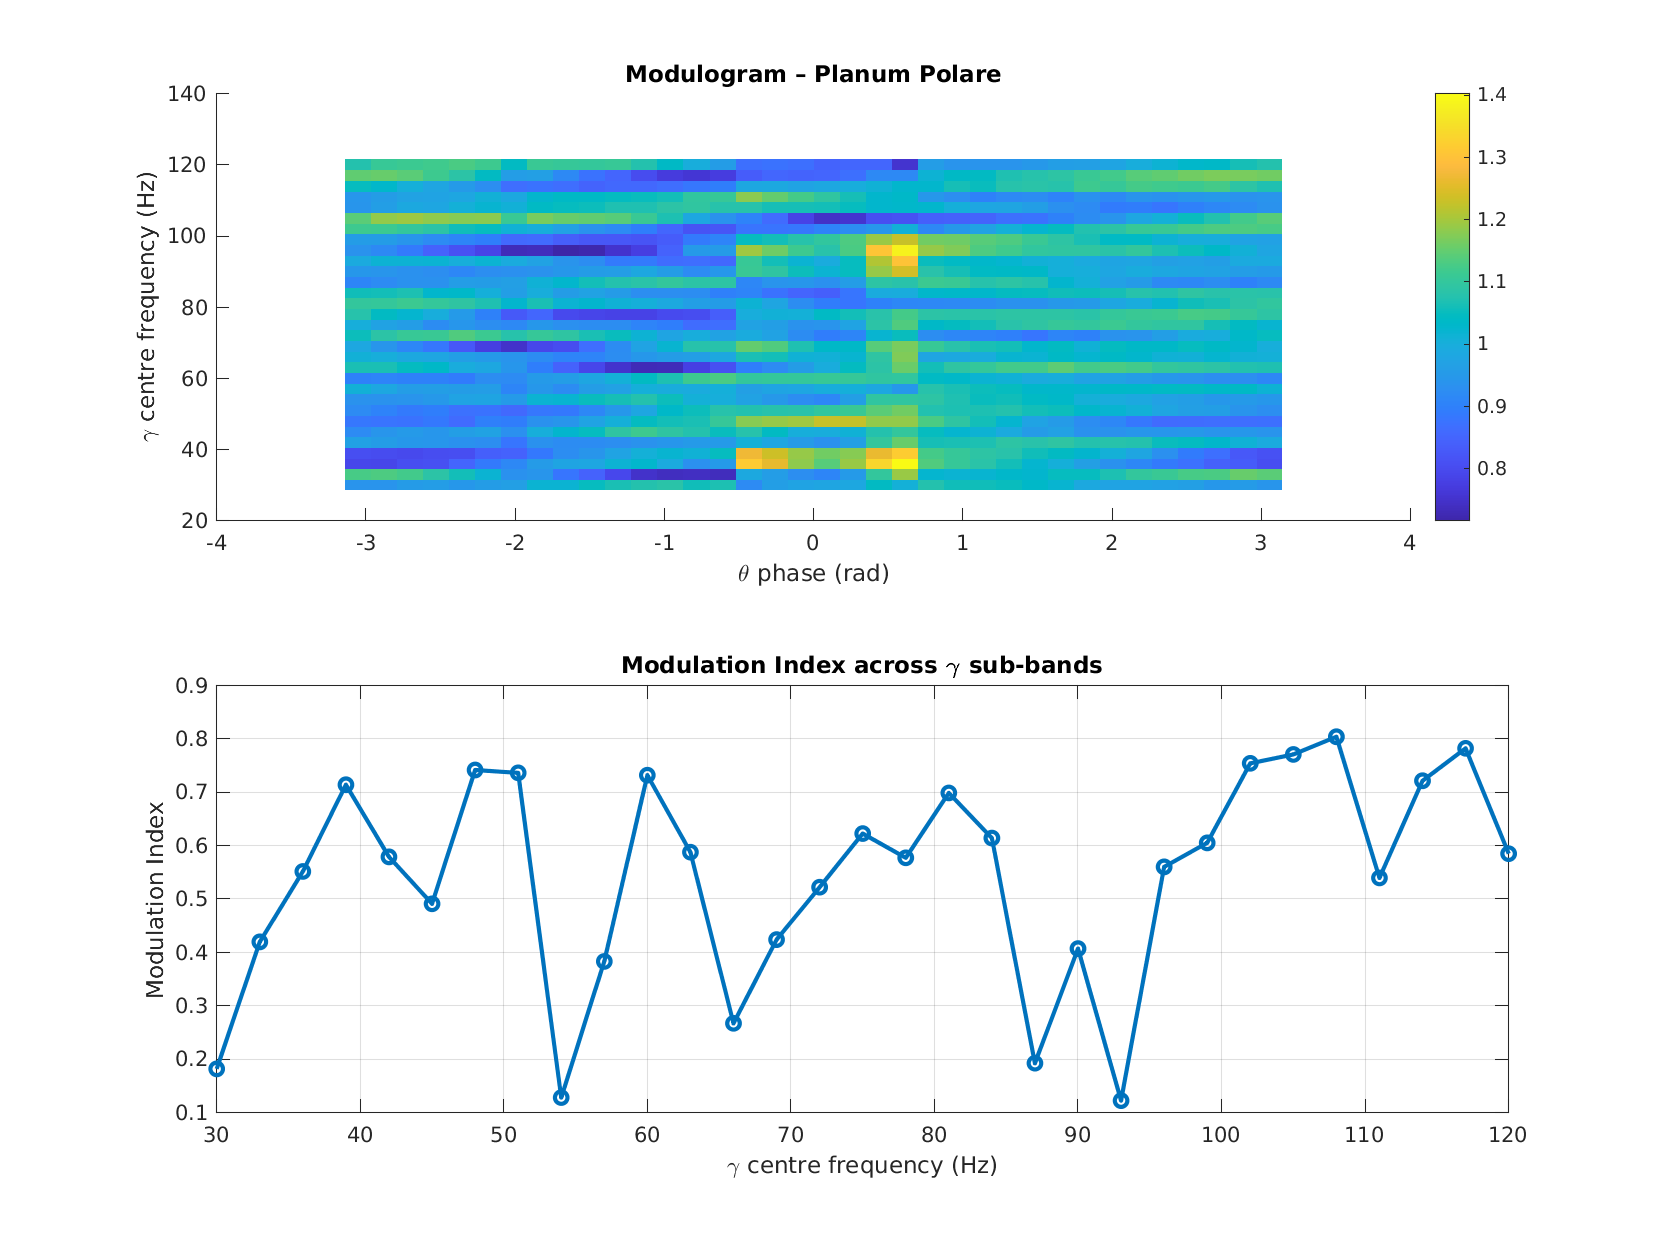 Modulogram – Planum Polare
140
120
100
80
60
40
20
γ centre frequency (Hz)
-4 -3 -2 -1 0 1 2 3 4
θ phase (rad)
1.4
1.3
1.2
1.1
1
0.9
0.8
Modulation Index across γ sub-bands
0.9
0.8
0.7
0.6
0.5
0.4
0.3
0.2
0.1
Modulation Index
30 40 50 60 70 80 90 100 110 120
γ centre frequency (Hz)